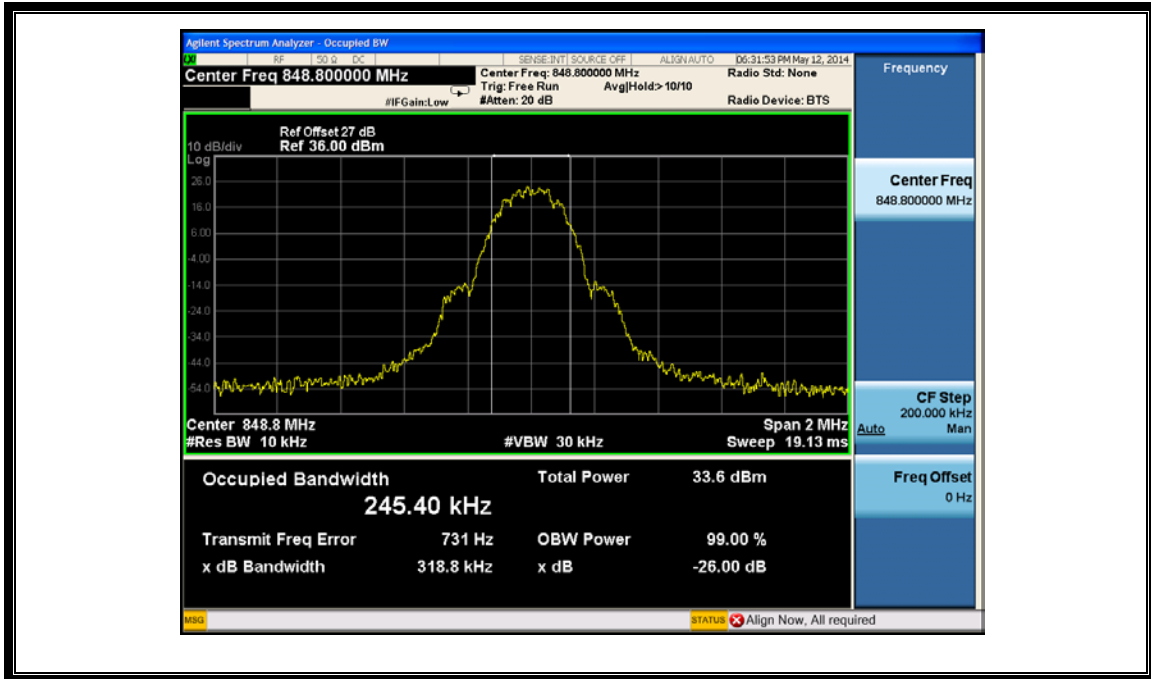 Agilent Spectrum Analyzer - Occupied BW
RF 50 Ω DC SENSE:INT SOURCE OFF ALIGN AUTO 06:31:53 PM May 12, 2014
Center Freq 848.800000 MHz
Center Freq: 848.800000 MHz
Radio Std: None
Trig: Free Run
Avg|Hold:> 10/10
#IFGain:Low
#Atten: 20 dB
Radio Device: BTS
Ref Offset 27 dB
10 dB/div Ref 36.00 dBm
Log
26.0
16.0
6.00
-4.00
-14.0
-24.0
-34.0
-44.0
-54.0
Center 848.8 MHz
Span 2 MHz
#Res BW 10 kHz
#VBW 30 kHz
Sweep 19.13 ms
Occupied Bandwidth
245.40 kHz
Total Power 33.6 dBm
Transmit Freq Error 731 Hz
OBW Power 99.00 %
x dB Bandwidth 318.8 kHz
x dB -26.00 dB
Frequency
Center Freq
848.800000 MHz
CF Step
200.000 kHz
Auto Man
Freq Offset
0 Hz
MSG
STATUS Align Now, All required